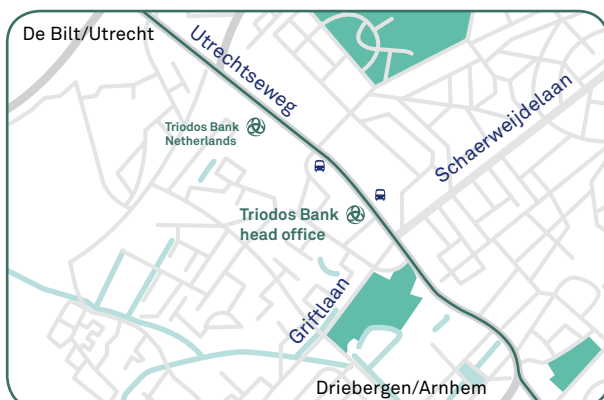 De Bilt/Utrecht
Utrechtseweg
Triodos Bank
Netherlands
Schaerweijdelaan
Triodos Bank
head office
Griftlaan
Driebergen/Arnhem